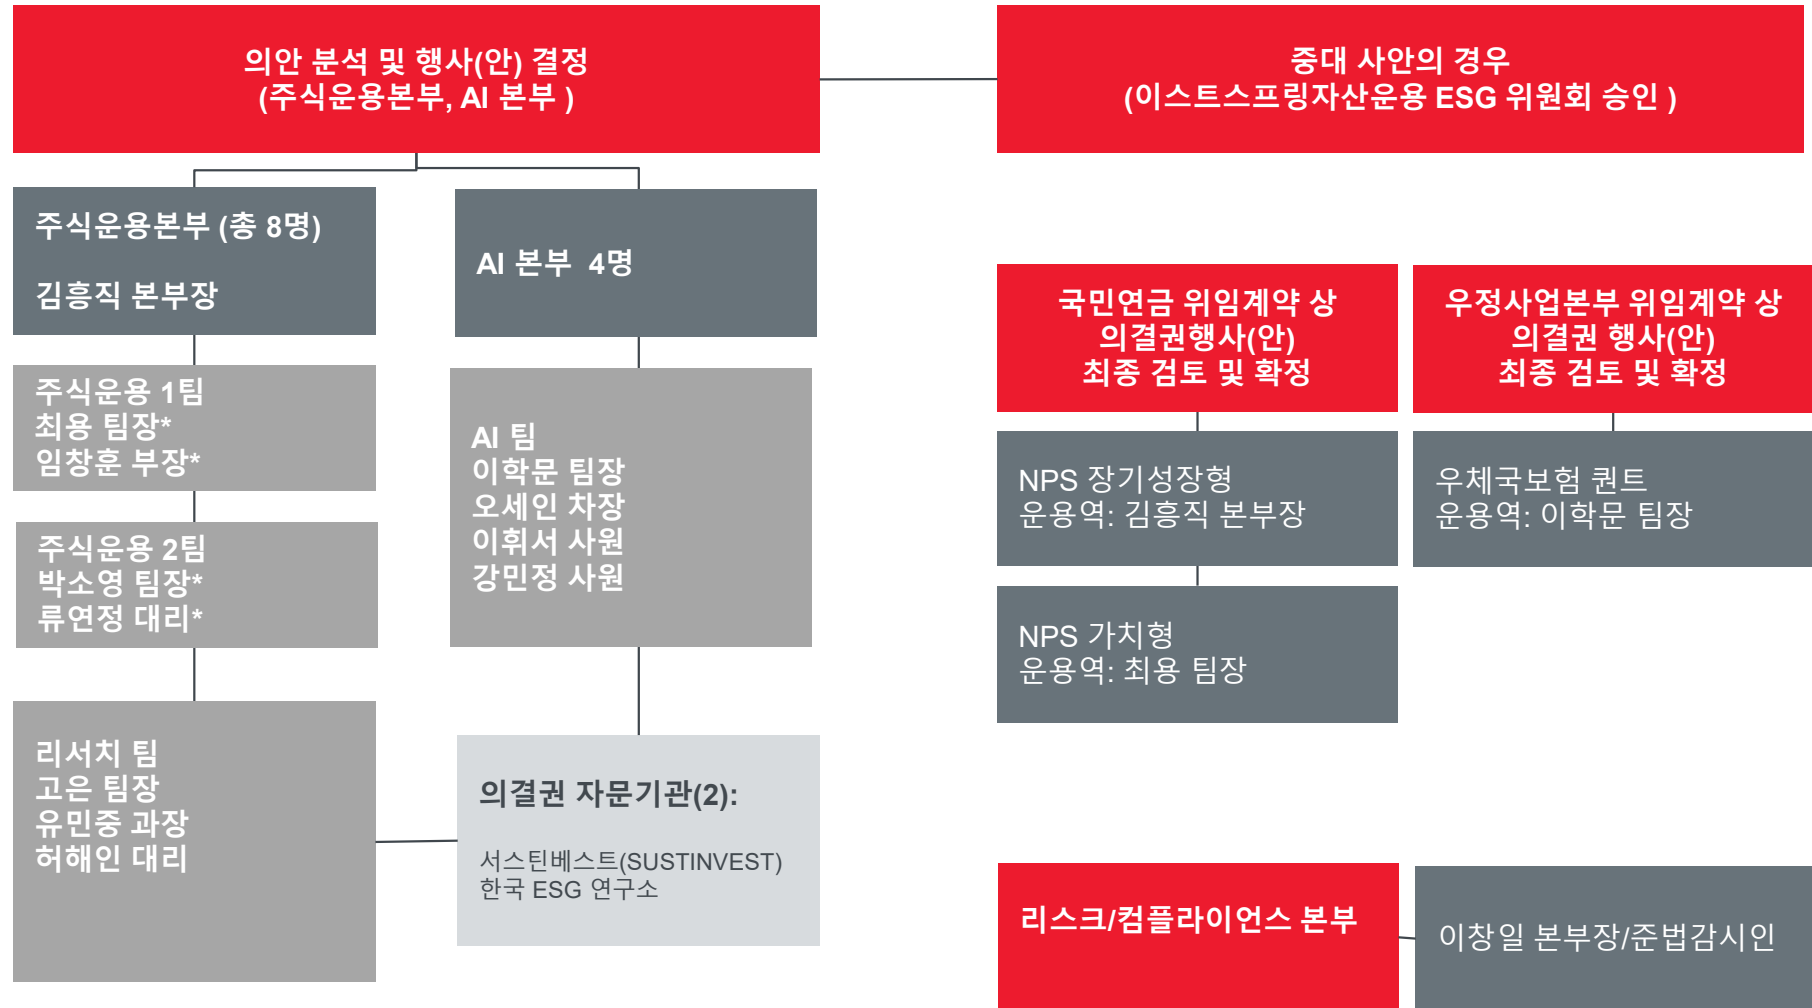 의안 분석 및 행사(안) 결정
(주식운용본부, AI 본부 )
중대 사안의 경우
(이스트스프링자산운용 ESG 위원회 승인 )
주식운용본부 (총 8명)
김흥직 본부장
AI 본부 4명
주식운용 1팀
최용 팀장*
임창훈 부장*
주식운용 2팀
박소영 팀장*
류연정 대리*
리서치 팀
고은 팀장
유민중 과장
허해인 대리
AI 팀
이학문 팀장
오세인 차장
이휘서 사원
강민정 사원
의결권 자문기관(2):
서스틴베스트(SUSTINVEST)
한국 ESG 연구소
국민연금 위임계약 상
의결권행사(안)
최종 검토 및 확정
NPS 장기성장형
운용역: 김흥직 본부장
NPS 가치형
운용역: 최용 팀장
우정사업본부 위임계약 상
의결권 행사(안)
최종 검토 및 확정
우체국보험 퀀트
운용역: 이학문 팀장
리스크/컴플라이언스 본부
이창일 본부장/준법감시인